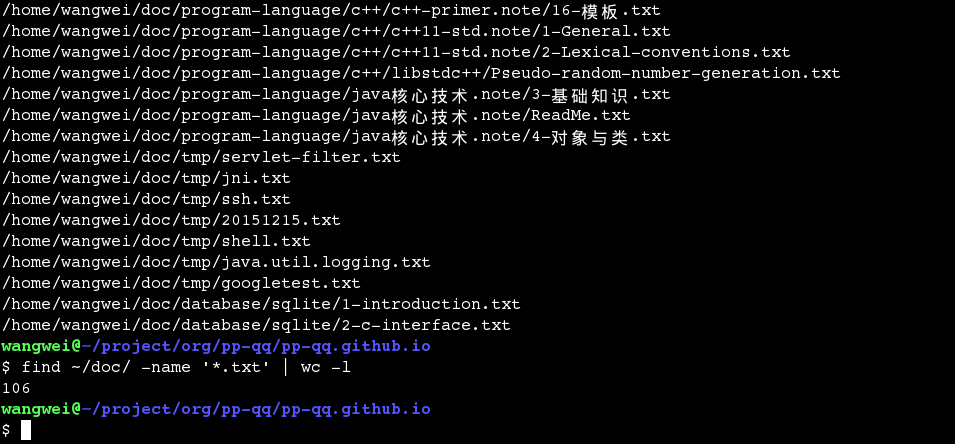 /home/wangwei/doc/program-language/c++/c++-primer.note/16-模板.txt
/home/wangwei/doc/program-language/c++/c++11-std.note/1-General.txt
/home/wangwei/doc/program-language/c++/c++11-std.note/2-Lexical-conventions.txt
/home/wangwei/doc/program-language/c++/libstdc++/Pseudo-random-number-generation.txt
/home/wangwei/doc/program-language/java核心技术.note/3-基础知识.txt
/home/wangwei/doc/program-language/java核心技术.note/ReadMe.txt
/home/wangwei/doc/program-language/java核心技术.note/4-对象与类.txt
/home/wangwei/doc/tmp/servlet-filter.txt
/home/wangwei/doc/tmp/jni.txt
/home/wangwei/doc/tmp/ssh.txt
/home/wangwei/doc/tmp/20151215.txt
/home/wangwei/doc/tmp/shell.txt
/home/wangwei/doc/tmp/java.util.logging.txt
/home/wangwei/doc/tmp/googletest.txt
/home/wangwei/doc/database/sqlite/1-introduction.txt
/home/wangwei/doc/database/sqlite/2-c-interface.txt
wangwei@~/project/org/pp-qq/pp-qq.github.io
$ find ~/doc/ -name '*.txt' | wc -l
106
wangwei@~/project/org/pp-qq/pp-qq.github.io
$